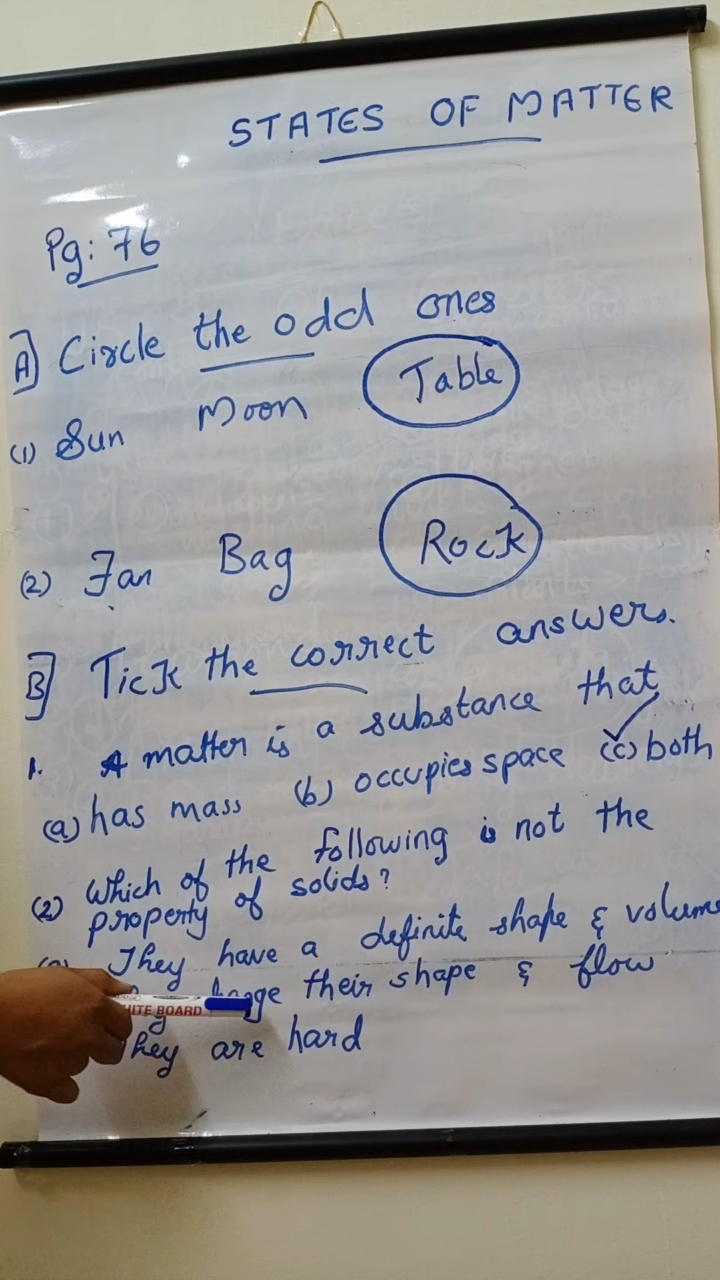 STATES OF MATTER
Pg: 76
A] Circle the odd ones
(1) Sun Moon Table
(2) Fan Bag Rock
B] Tick the correct answers.
1. A matter is a substance that
(a) has mass (b) occupies space (c) both
(2) Which of the following is not the
property of solids?
They have a definite shape & volume
their shape & flow
WHITE BOARD
They are hard